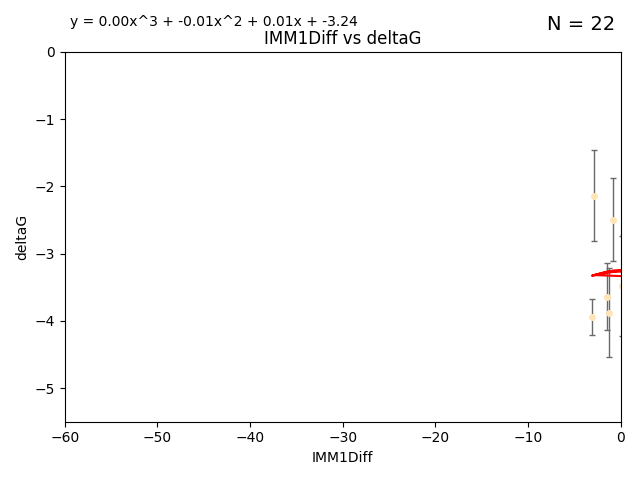 y = 0.00x^3 + -0.01x^2 + 0.01x + -3.24
N = 22
IMM1Diff vs deltaG
0
−1
−2
−3
−4
−5
deltaG
−60
−50
−40
−30
−20
−10
0
IMM1Diff